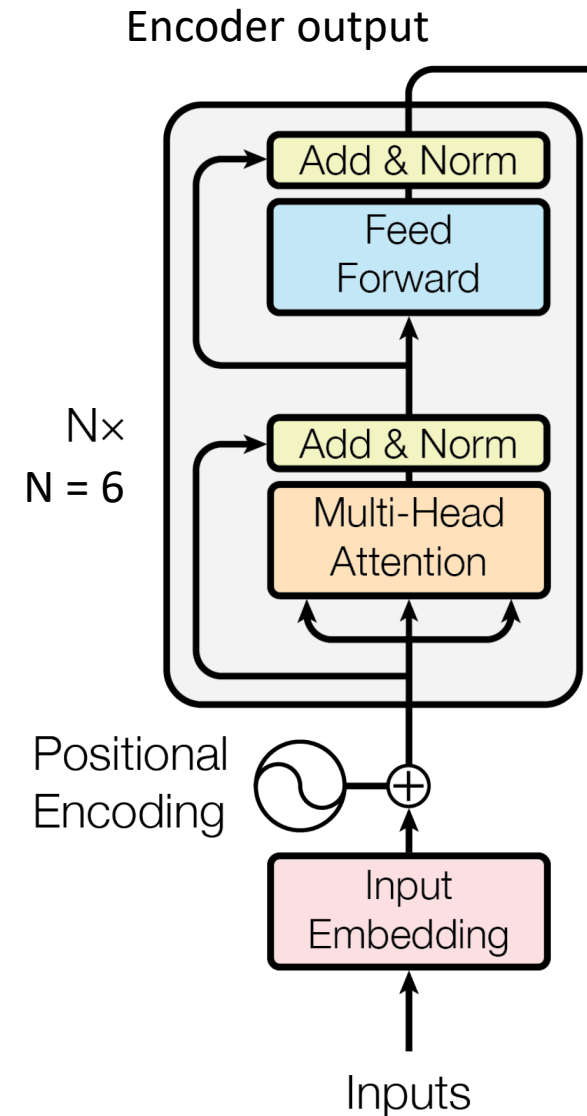 Encoder output
Add & Norm
Feed
Forward
N×
N = 6
Add & Norm
Multi-Head
Attention
Positional
Encoding
Input
Embedding
Inputs